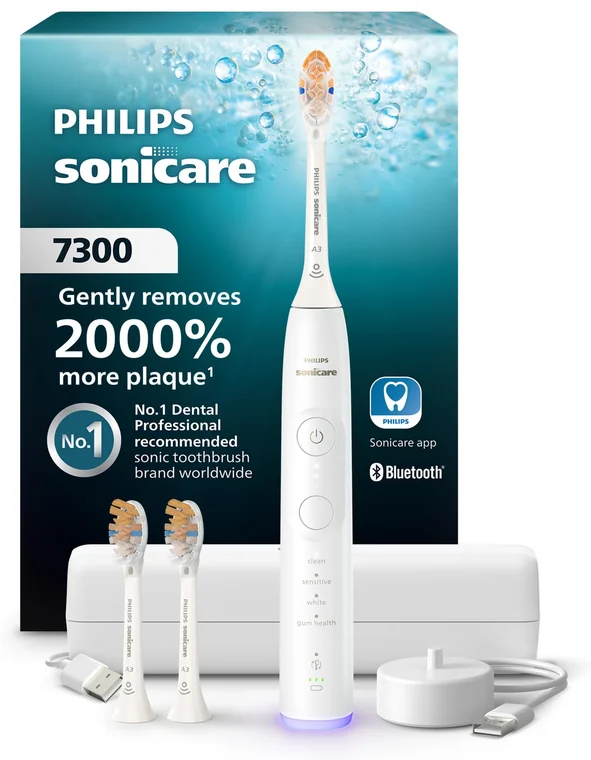 PHILIPS
sonicare
7300
Gently removes
2000%
more plaque¹
No.1
No.1 Dental
Professional
recommended
sonic toothbrush
brand worldwide
PHILIPS sonicare
A3
PHILIPS
sonicare
clean
sensitive
white
gum health
PHILIPS
Sonicare app
Bluetooth®
PHILIPS sonicare
A3
PHILIPS sonicare
A3